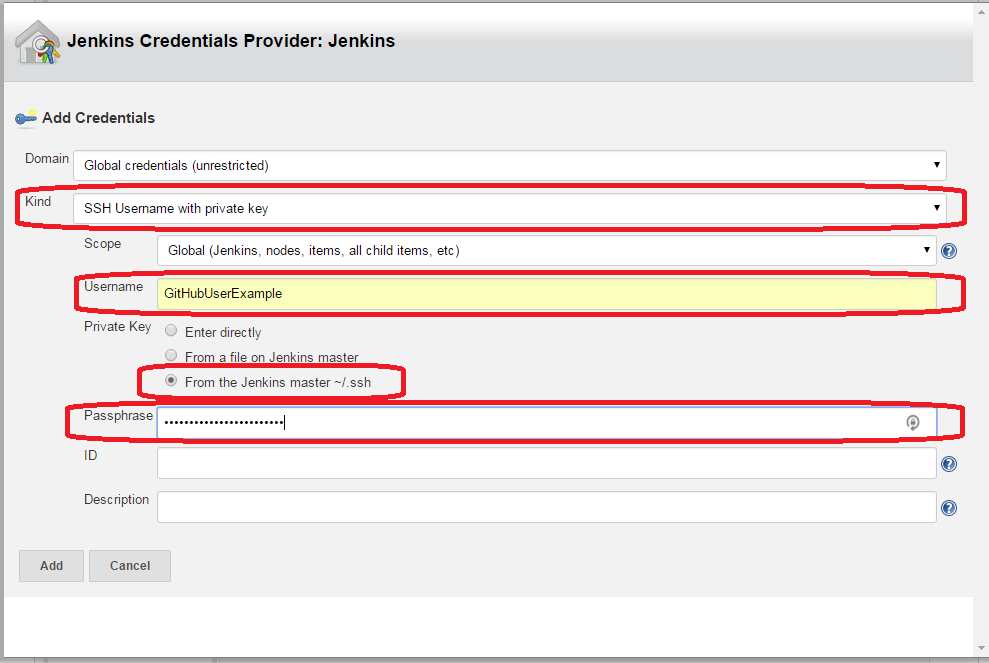 Jenkins Credentials Provider: Jenkins
Add Credentials
Domain
Global credentials (unrestricted)
Kind
SSH Username with private key
Scope
Global (Jenkins, nodes, items, all child items, etc)
Username
GitHubUserExample
Private Key
Enter directly
From a file on Jenkins master
From the Jenkins master ~/.ssh
Passphrase
••••••••••••••••••••••••
ID
Description
Add
Cancel